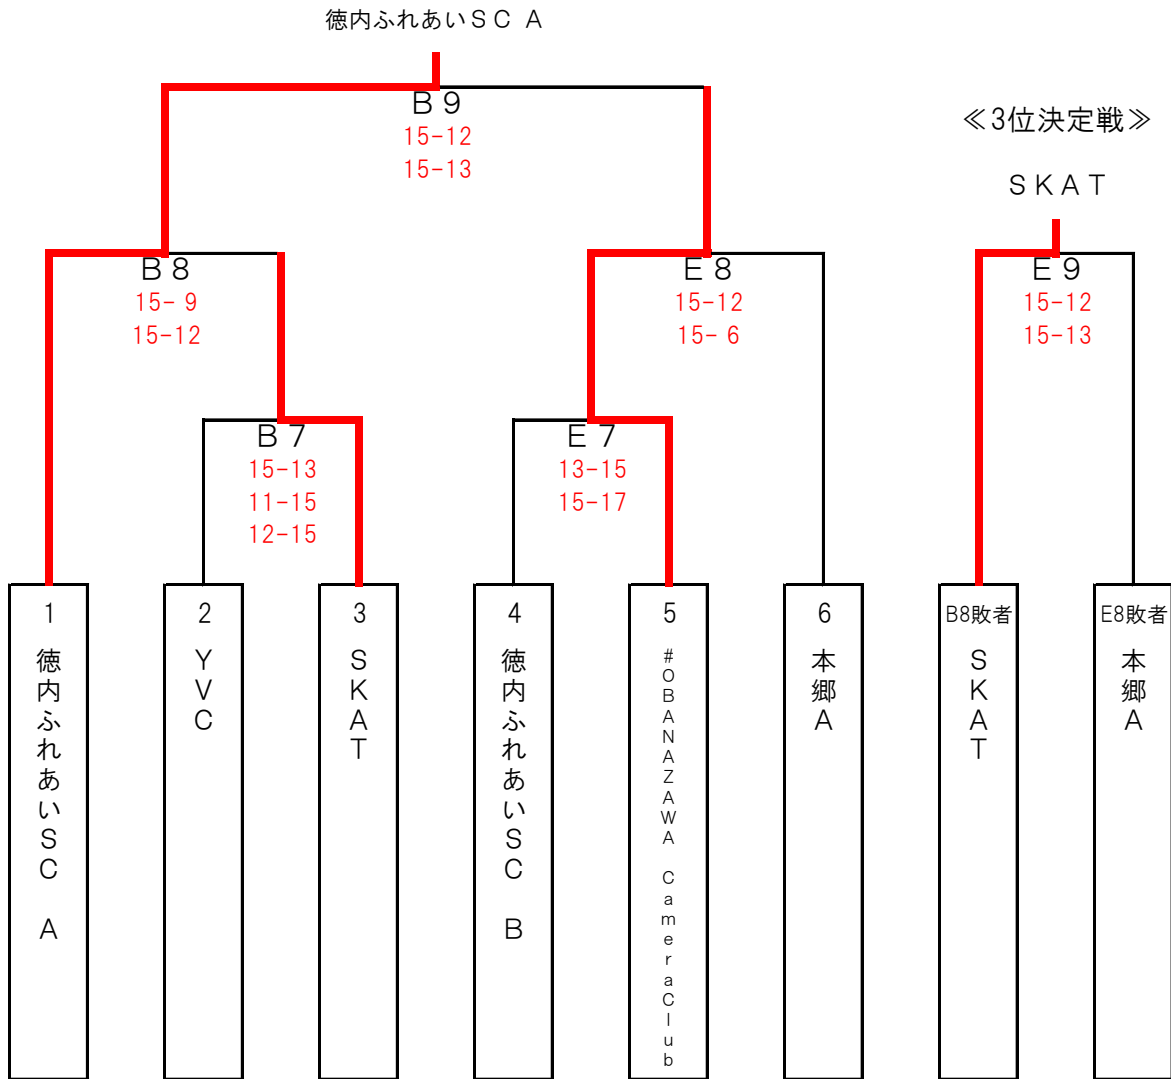 徳内ふれあいＳＣ Ａ
Ｂ９
15-12
15-13
≪3位決定戦≫
ＳＫＡＴ
Ｂ８
15- 9
15-12
Ｅ８
15-12
15- 6
Ｅ９
15-12
15-13
Ｂ７
15-13
11-15
12-15
Ｅ７
13-15
15-17
1
徳内ふれあいＳＣ　Ａ
2
ＹＶＣ
3
ＳＫＡＴ
4
徳内ふれあいＳＣ　Ｂ
5
#OBANAZAWA CameraClub
6
本郷Ａ
B8敗者
ＳＫＡＴ
E8敗者
本郷Ａ